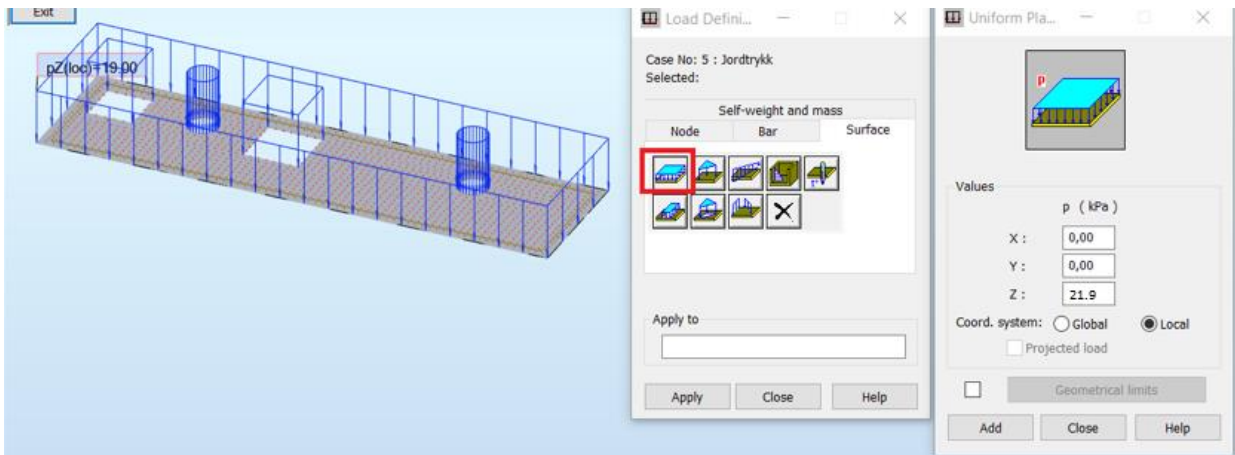 Exit
pZ(loc)=19.00
Load Defini...
Case No: 5 : Jordtrykk
Selected:
Self-weight and mass
Node Bar Surface
Apply to
Apply Close Help
Uniform Pla...
p
Values
p ( kPa )
X : 0,00
Y : 0,00
Z : 21.9
Coord. system: Global Local
Projected load
Geometrical limits
Add Close Help